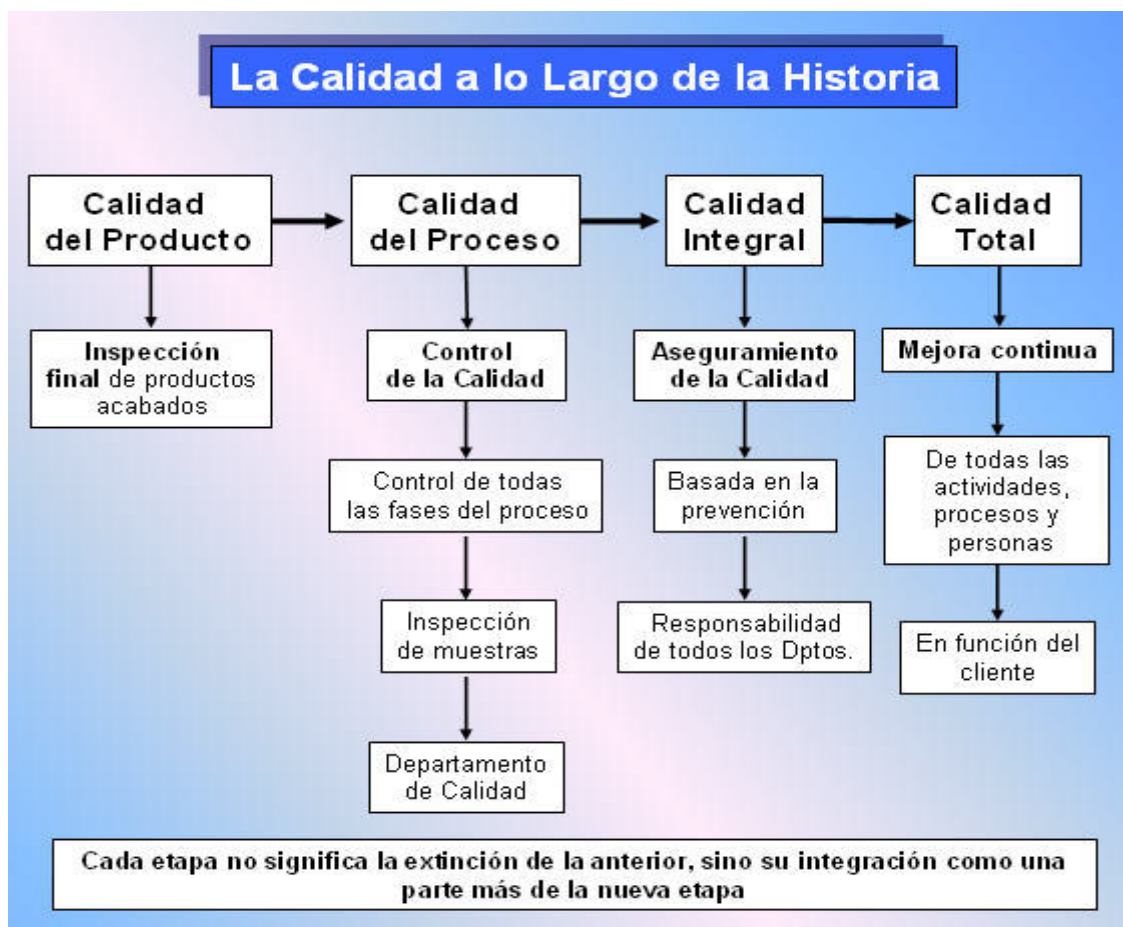 La Calidad a lo Largo de la Historia
Calidad
del Producto
Calidad
del Proceso
Calidad
Integral
Calidad
Total
Inspección
final de productos
acabados
Control
de la Calidad
Aseguramiento
de la Calidad
Mejora continua
Control de todas
las fases del proceso
Basada en la
prevención
De todas las
actividades,
procesos y
personas
Inspección
de muestras
Responsabilidad
de todos los Dptos.
En función del
cliente
Departamento
de Calidad
Cada etapa no significa la extinción de la anterior, sino su integración como una
parte más de la nueva etapa